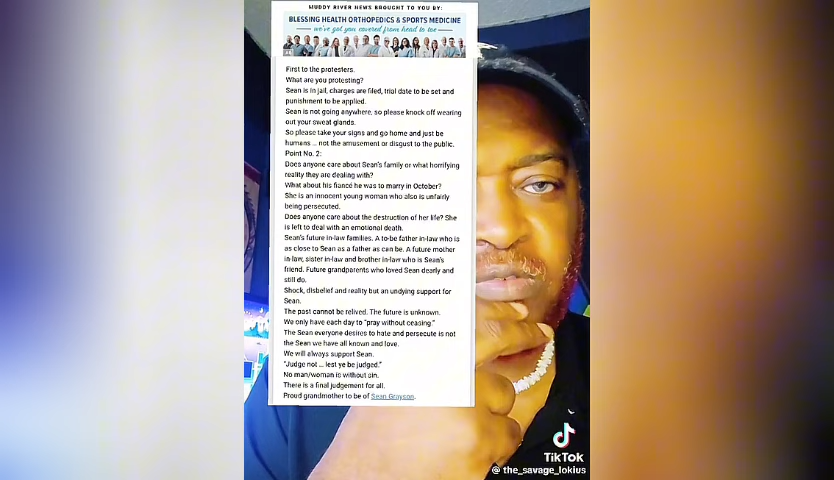 MUDDY RIVER NEWS BROUGHT TO YOU BY:
BLESSING HEALTH ORTHOPEDICS & SPORTS MEDICINE
we've got you covered from head to toe
First to the protesters.
What are you protesting?
Sean is in jail, charges are filed, trial date to be set and
punishment to be applied.
Sean is not going anywhere, so please knock off wearing
out your sweat glands.
So please take your signs and go home and just be
humans ... not the amusement or disgust to the public.
Point No. 2:
Does anyone care about Sean's family or what horrifying
reality they are dealing with?
What about his fiancé he was to marry in October?
She is an innocent young woman who also is unfairly
being persecuted.
Does anyone care about the destruction of her life? She
is left to deal with an emotional death.
Sean's future in-law families. A to-be father in-law who is
as close to Sean as a father as can be. A future mother
in-law, sister in-law and brother in-law who is Sean's
friend. Future grandparents who loved Sean dearly and
still do.
Shock, disbelief and reality but an undying support for
Sean.
The past cannot be relived. The future is unknown.
We only have each day to "pray without ceasing."
The Sean everyone desires to hate and persecute is not
the Sean we have all known and love.
We will always support Sean.
"Judge not ... lest ye be judged."
No man/woman is without sin.
There is a final judgement for all.
Proud grandmother to be of Sean Grayson.
TikTok
@the_savage_lokius